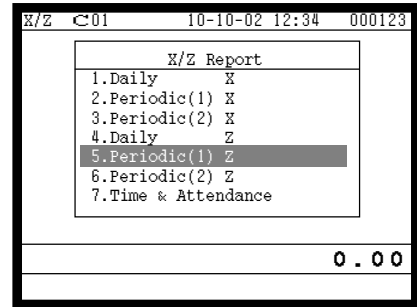 X/Z C01 10-10-02 12:34 000123
X/Z Report
1.Daily X
2.Periodic(1) X
3.Periodic(2) X
4.Daily Z
5.Periodic(1) Z
6.Periodic(2) Z
7.Time & Attendance
0.00